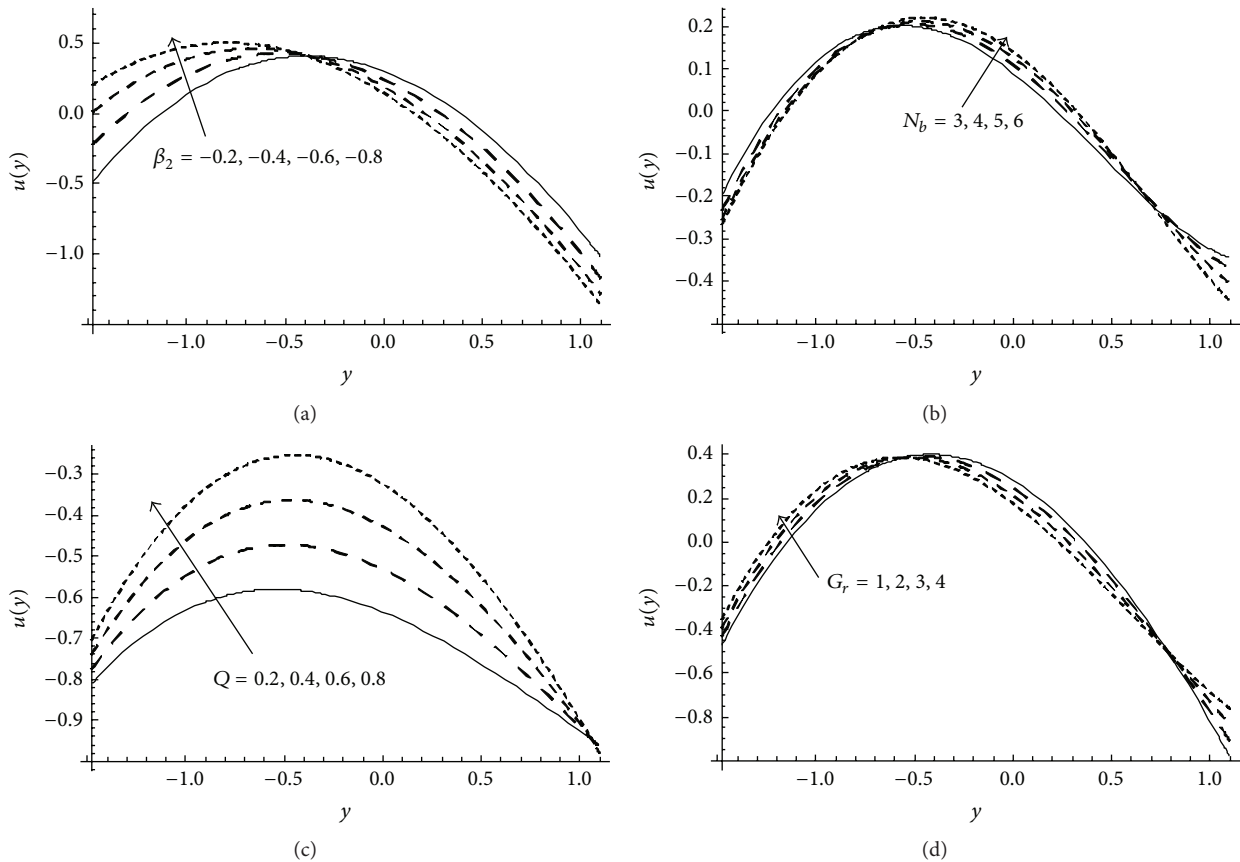 0.5
0.0
−0.5
−1.0
u(y)
β₂ = −0.2, −0.4, −0.6, −0.8
−1.0 −0.5 0.0 0.5 1.0
y
(a)
0.2
0.1
0.0
−0.1
−0.2
−0.3
−0.4
u(y)
N_b = 3, 4, 5, 6
−1.0 −0.5 0.0 0.5 1.0
y
(b)
−0.3
−0.4
−0.5
−0.6
−0.7
−0.8
−0.9
u(y)
Q = 0.2, 0.4, 0.6, 0.8
−1.0 −0.5 0.0 0.5 1.0
y
(c)
0.4
0.2
0.0
−0.2
−0.4
−0.6
−0.8
u(y)
G_r = 1, 2, 3, 4
−1.0 −0.5 0.0 0.5 1.0
y
(d)